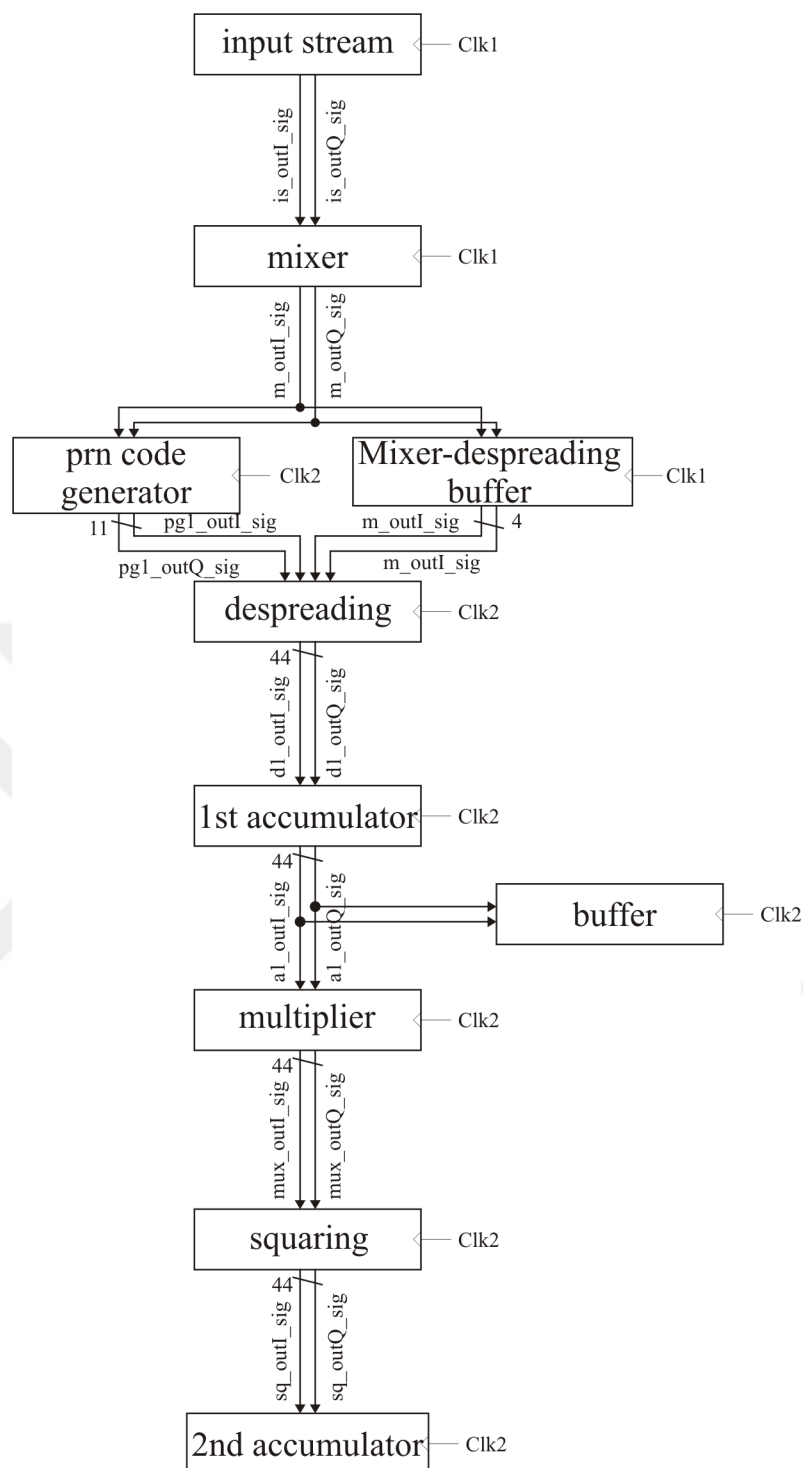 input stream
Clk1
is_outI_sig
is_outQ_sig
mixer
Clk1
m_outI_sig
m_outQ_sig
prn code
generator
Clk2
Mixer-despreading
buffer
Clk1
11
pg1_outI_sig
pg1_outQ_sig
m_outI_sig
4
m_outI_sig
despreading
Clk2
44
d1_outI_sig
d1_outQ_sig
1st accumulator
Clk2
44
a1_outI_sig
a1_outQ_sig
buffer
Clk2
multiplier
Clk2
44
mux_outI_sig
mux_outQ_sig
squaring
Clk2
44
sq_outI_sig
sq_outQ_sig
2nd accumulator
Clk2